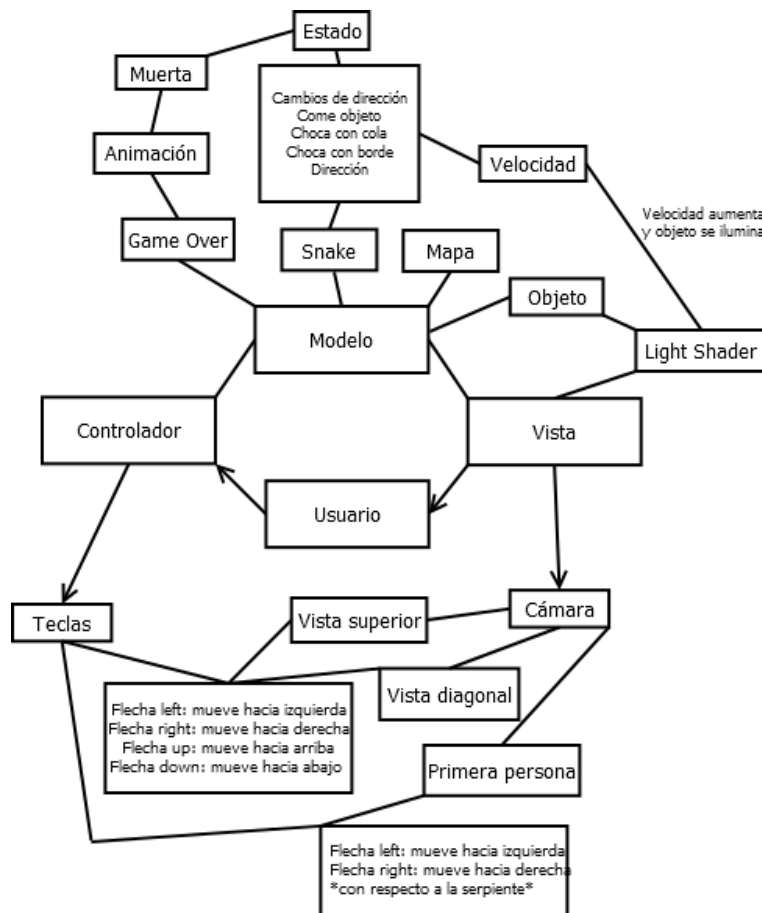 Estado
Muerta
Cambios de dirección
Come objeto
Choca con cola
Choca con borde
Dirección
Animación
Velocidad
Velocidad aumenta
y objeto se ilumina
Game Over
Snake
Mapa
Objeto
Modelo
Light Shader
Controlador
Vista
Usuario
Teclas
Vista superior
Cámara
Flecha left: mueve hacia izquierda
Flecha right: mueve hacia derecha
Flecha up: mueve hacia arriba
Flecha down: mueve hacia abajo
Vista diagonal
Primera persona
Flecha left: mueve hacia izquierda
Flecha right: mueve hacia derecha
*con respecto a la serpiente*